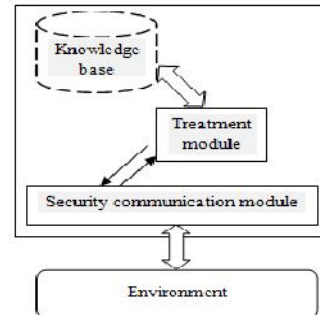 Knowledge
base
Treatment
module
Security communication module
Environment